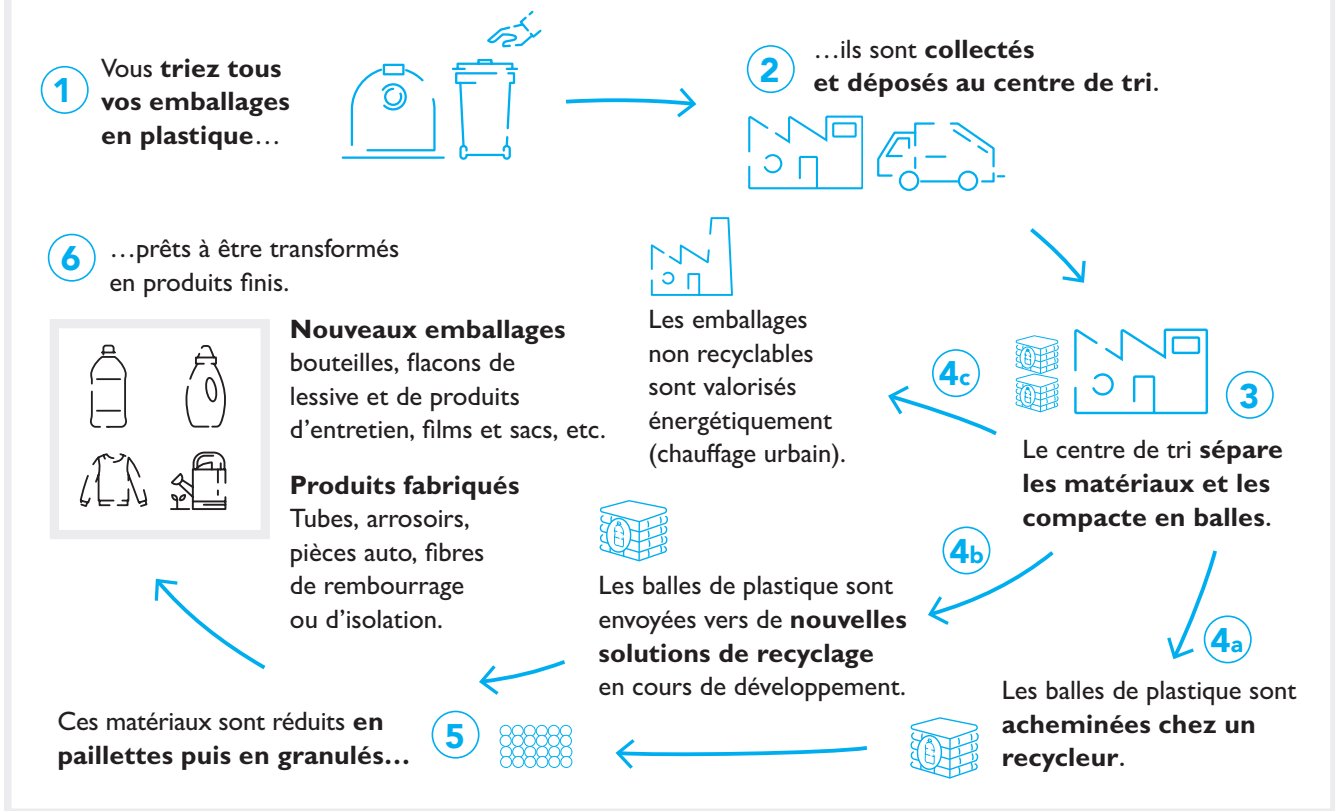 1
Vous triez tous
vos emballages
en plastique…
2
…ils sont collectés
et déposés au centre de tri.
3
Le centre de tri sépare
les matériaux et les
compacte en balles.
4a
Les balles de plastique sont
acheminées chez un
recycleur.
4b
Les balles de plastique sont
envoyées vers de nouvelles
solutions de recyclage
en cours de développement.
4c
Les emballages
non recyclables
sont valorisés
énergétiquement
(chauffage urbain).
5
Ces matériaux sont réduits en
paillettes puis en granulés…
6
…prêts à être transformés
en produits finis.
Nouveaux emballages
bouteilles, flacons de
lessive et de produits
d’entretien, films et sacs, etc.
Produits fabriqués
Tubes, arrosoirs,
pièces auto, fibres
de rembourrage
ou d’isolation.